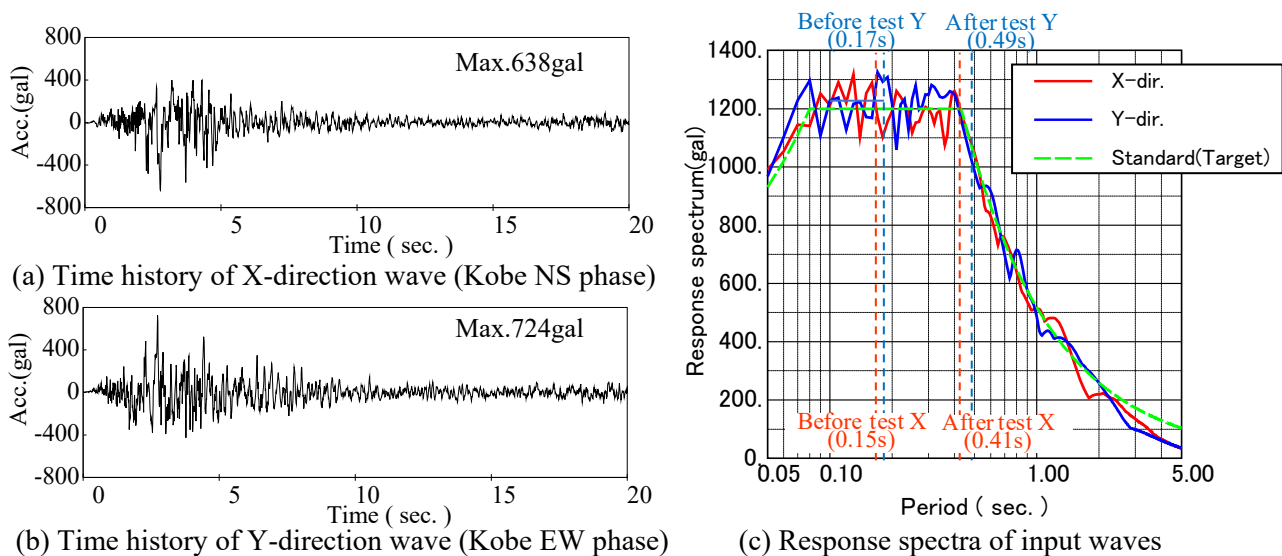 800
400
0
-400
-800
Acc.(gal)
Max.638gal
0
5
10
15
20
Time ( sec. )
(a) Time history of X-direction wave (Kobe NS phase)
800
400
0
-400
-800
Acc.(gal)
Max.724gal
0
5
10
15
20
Time ( sec. )
(b) Time history of Y-direction wave (Kobe EW phase)
Before test Y
(0.17s)
After test Y
(0.49s)
1400.
1200.
1000.
800.
600.
400.
200.
0
Response spectrum(gal)
X-dir.
Y-dir.
Standard(Target)
Before test X
(0.15s)
After test X
(0.41s)
0.05
0.10
1.00
5.00
Period ( sec. )
(c) Response spectra of input waves